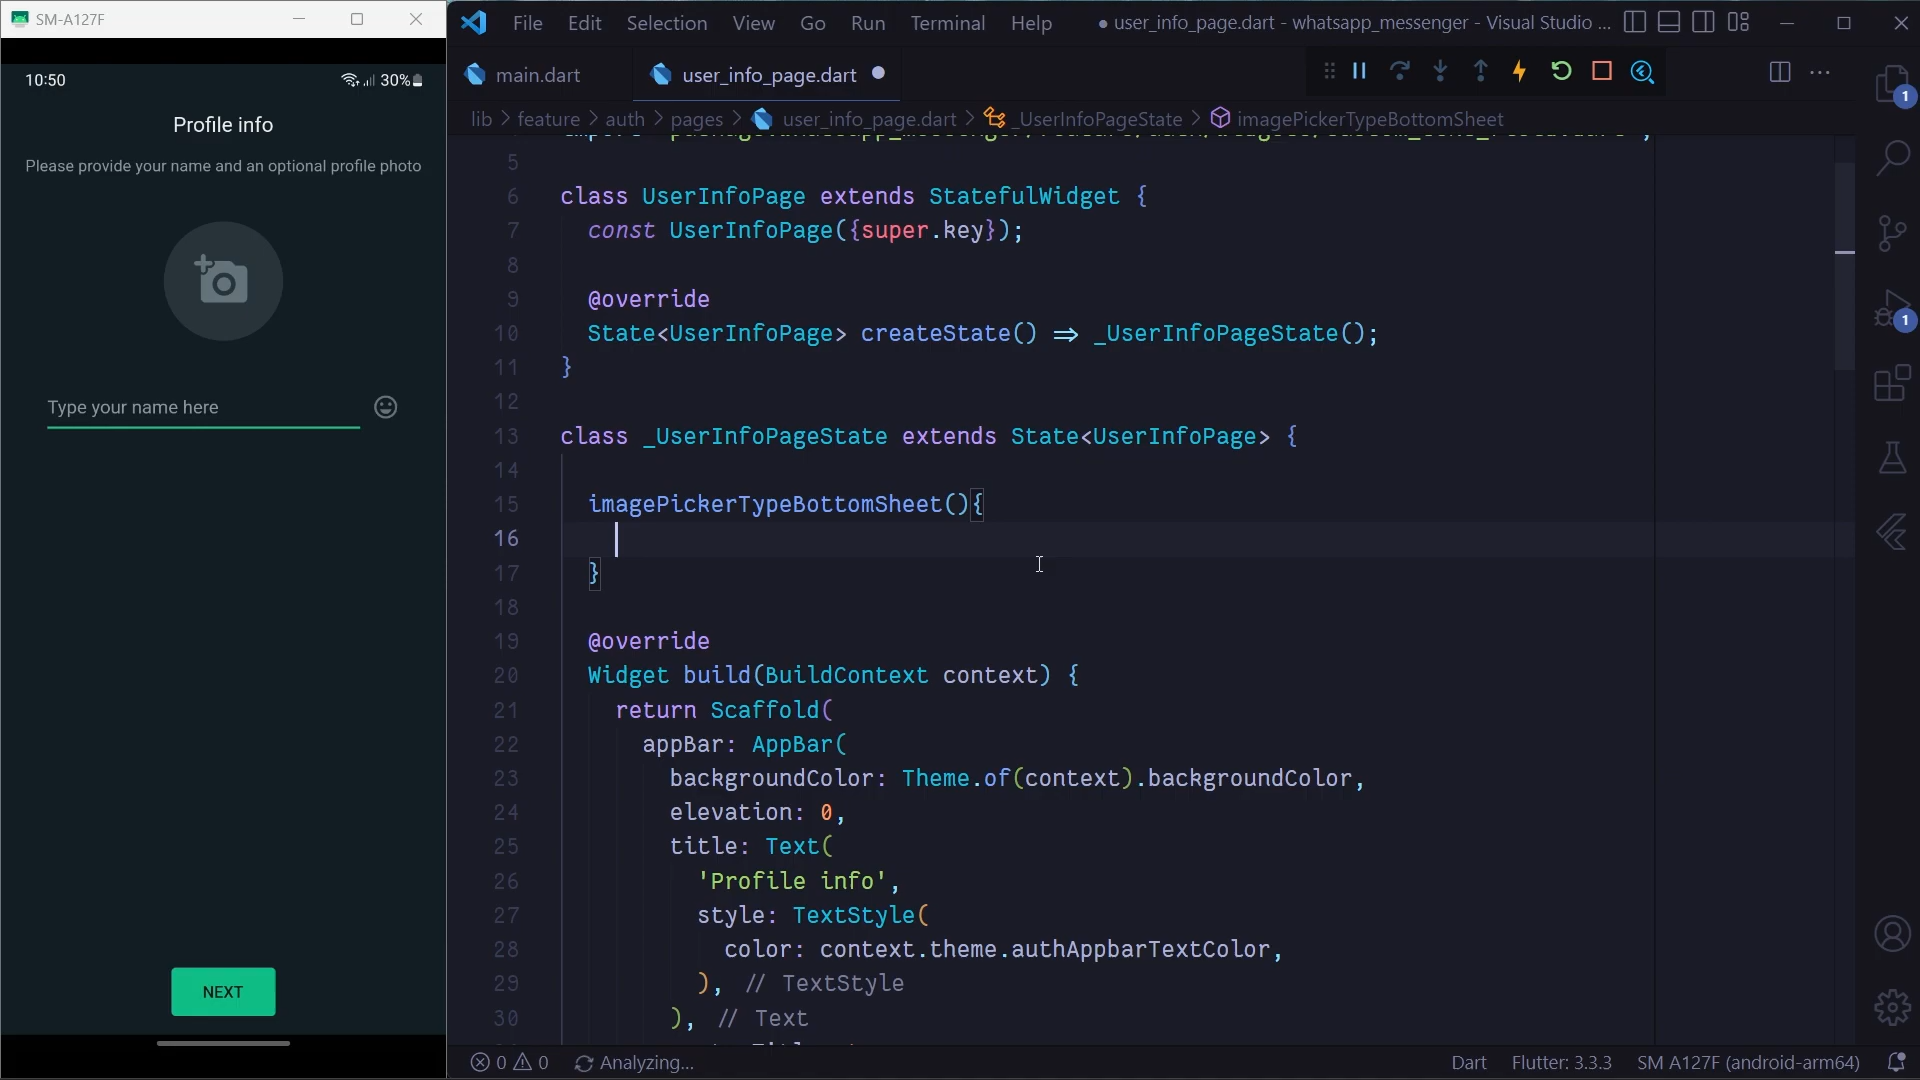 SM-A127F
10:50
30%
Profile info
Please provide your name and an optional profile photo
Type your name here
NEXT
File Edit Selection View Go Run Terminal Help
● user_info_page.dart - whatsapp_messenger - Visual Studio ...
main.dart
user_info_page.dart
lib > feature > auth > pages > user_info_page.dart > _UserInfoPageState > imagePickerTypeBottomSheet
5
6 class UserInfoPage extends StatefulWidget {
7 const UserInfoPage({super.key});
8
9 @override
10 State<UserInfoPage> createState() => _UserInfoPageState();
11 }
12
13 class _UserInfoPageState extends State<UserInfoPage> {
14
15 imagePickerTypeBottomSheet(){
16
17 }
18
19 @override
20 Widget build(BuildContext context) {
21 return Scaffold(
22 appBar: AppBar(
23 backgroundColor: Theme.of(context).backgroundColor,
24 elevation: 0,
25 title: Text(
26 'Profile info',
27 style: TextStyle(
28 color: context.theme.authAppbarTextColor,
29 ), // TextStyle
30 ), // Text
1
1
0 0 Analyzing...
Dart Flutter: 3.3.3 SM A127F (android-arm64)